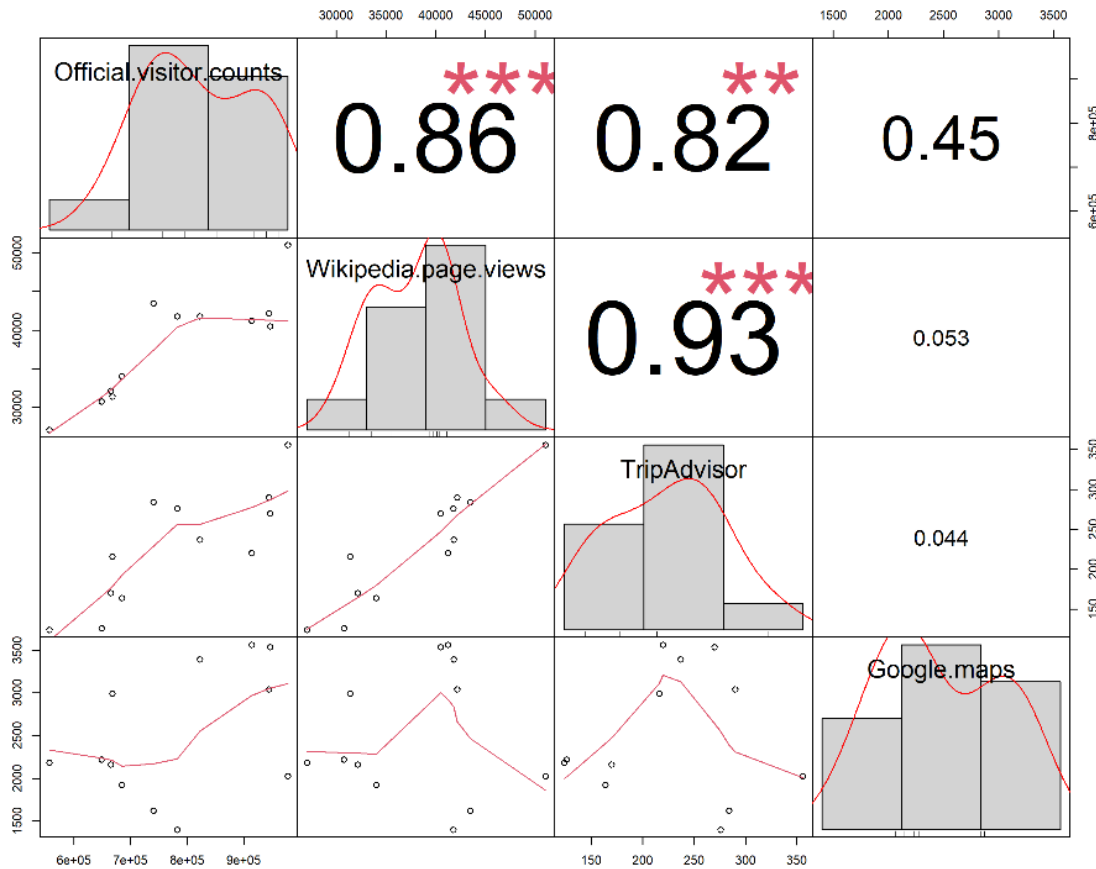 30000 35000 40000 45000 50000 1500 2000 2500 3000 3500
Official.visitor.counts
***
0.86
**
0.82
0.45
6e+05 8e+05
30000 40000 50000
Wikipedia.page.views
***
0.93
0.053
TripAdvisor
0.044
150 200 250 300 350
1500 2000 2500 3000 3500
Google.maps
6e+05 7e+05 8e+05 9e+05 150 200 250 300 350